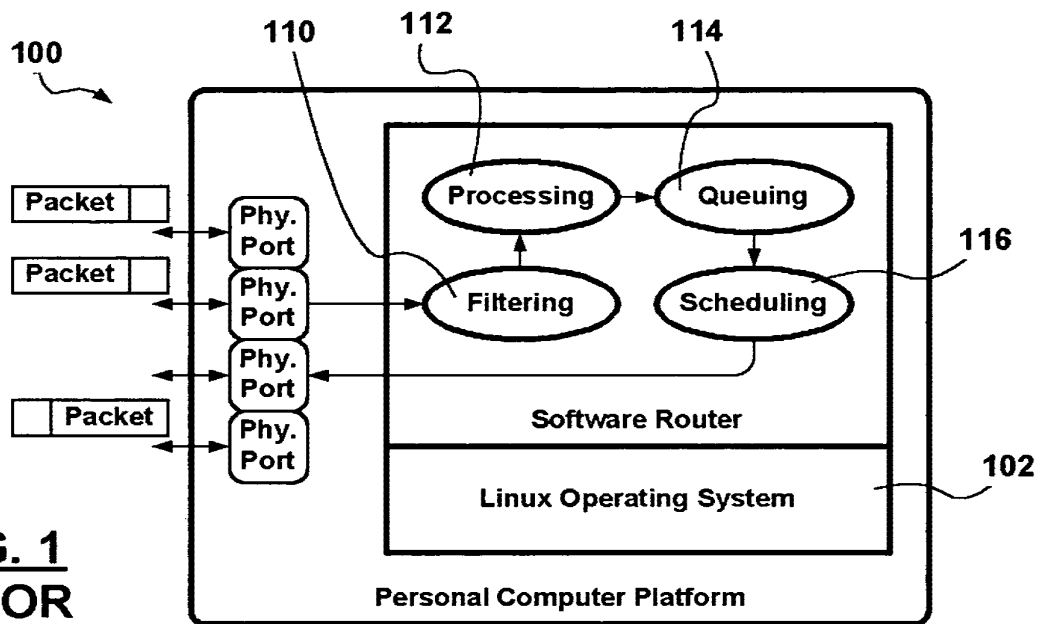 100
110
112
114
116
102
Packet
Packet
Packet
Phy.
Port
Phy.
Port
Phy.
Port
Phy.
Port
Processing
Queuing
Filtering
Scheduling
Software Router
Linux Operating System
Personal Computer Platform
G. 1
OR